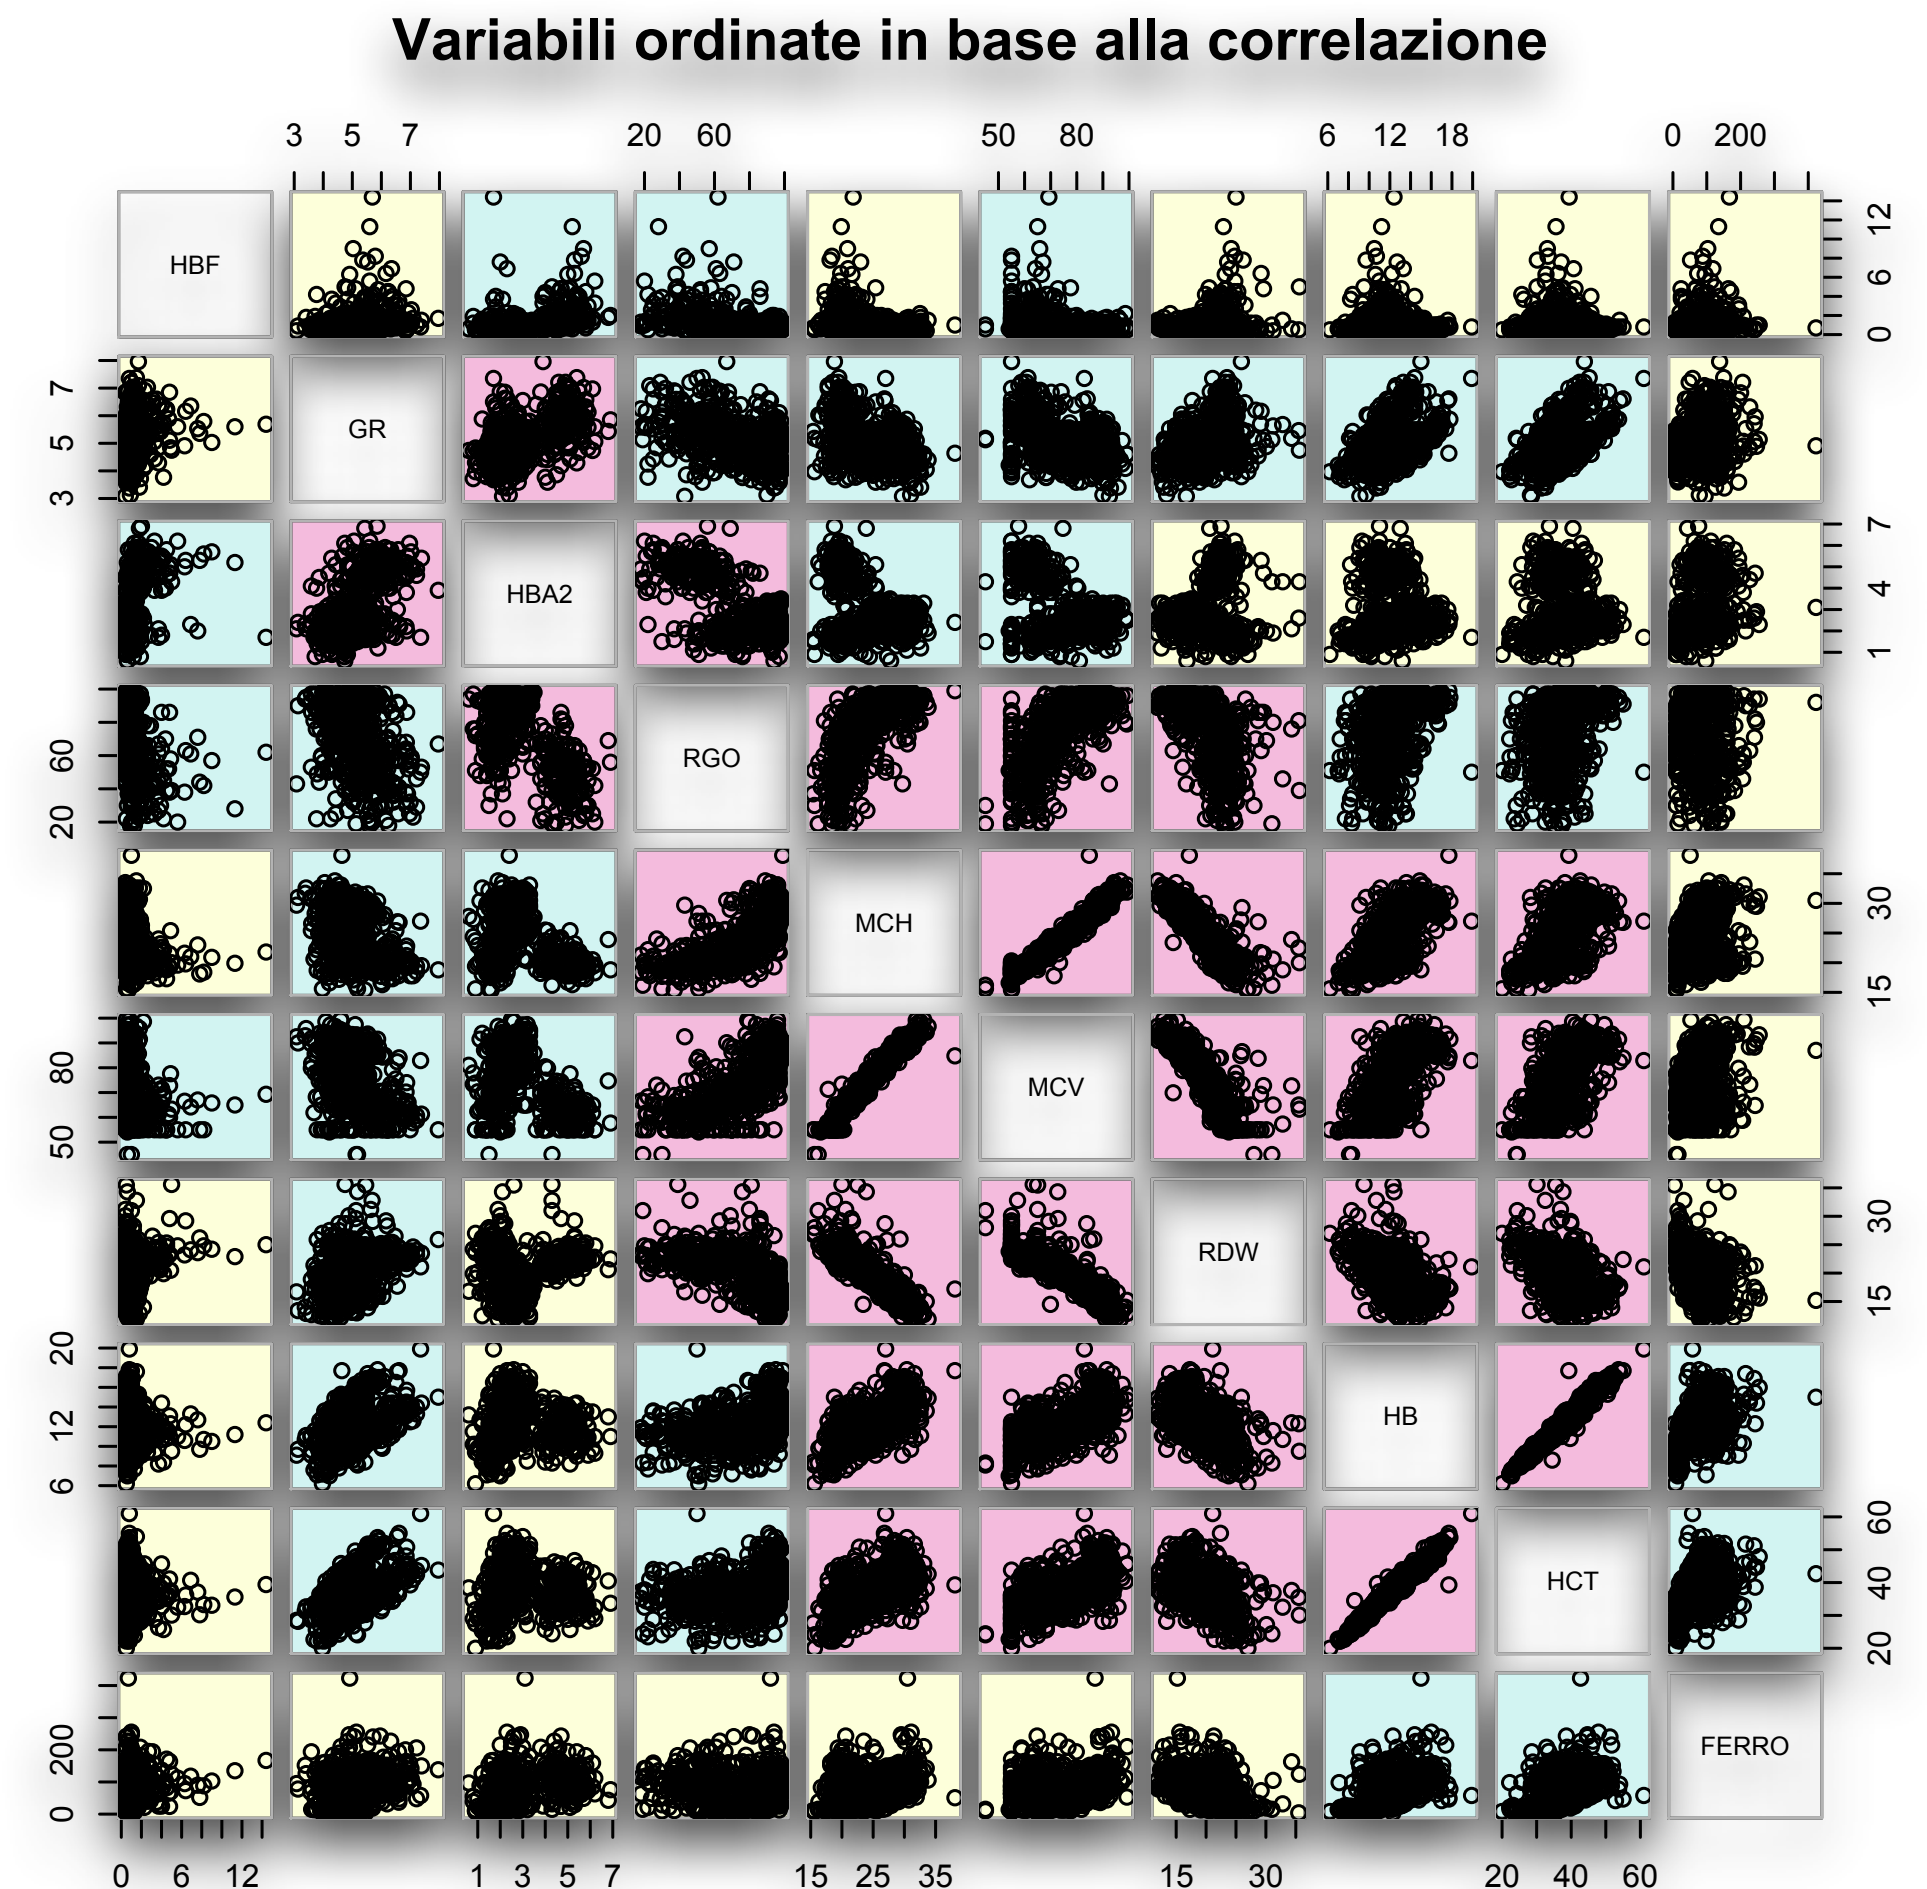 Variabili ordinate in base alla correlazione
3 5 7 20 60 50 80 6 12 18 0 200
HBF
0 6 12
GR
3 5 7
HBA2
1 4 7
RGO
20 60
MCH
15 30
MCV
50 80
RDW
15 30
HB
6 12 20
HCT
20 40 60
FERRO
0 200
0 6 12 1 3 5 7 15 25 35 15 30 20 40 60